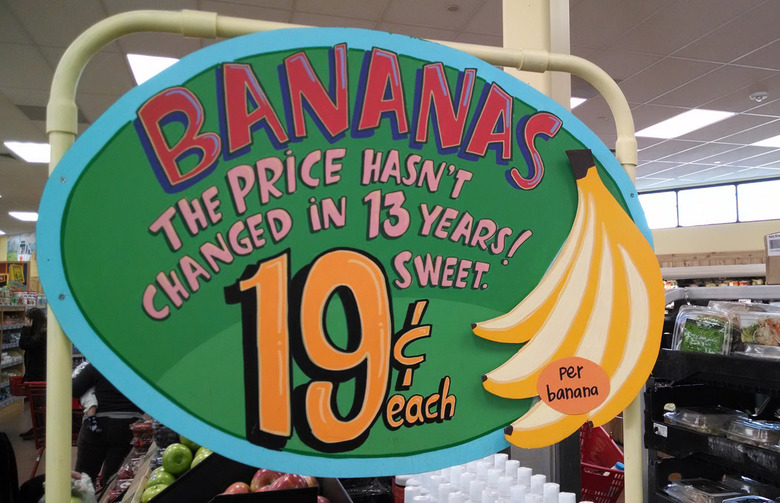 BANANAS
THE PRICE HASN'T
CHANGED iN 13 YEARS!
SWEET.
19¢
each
per
banana